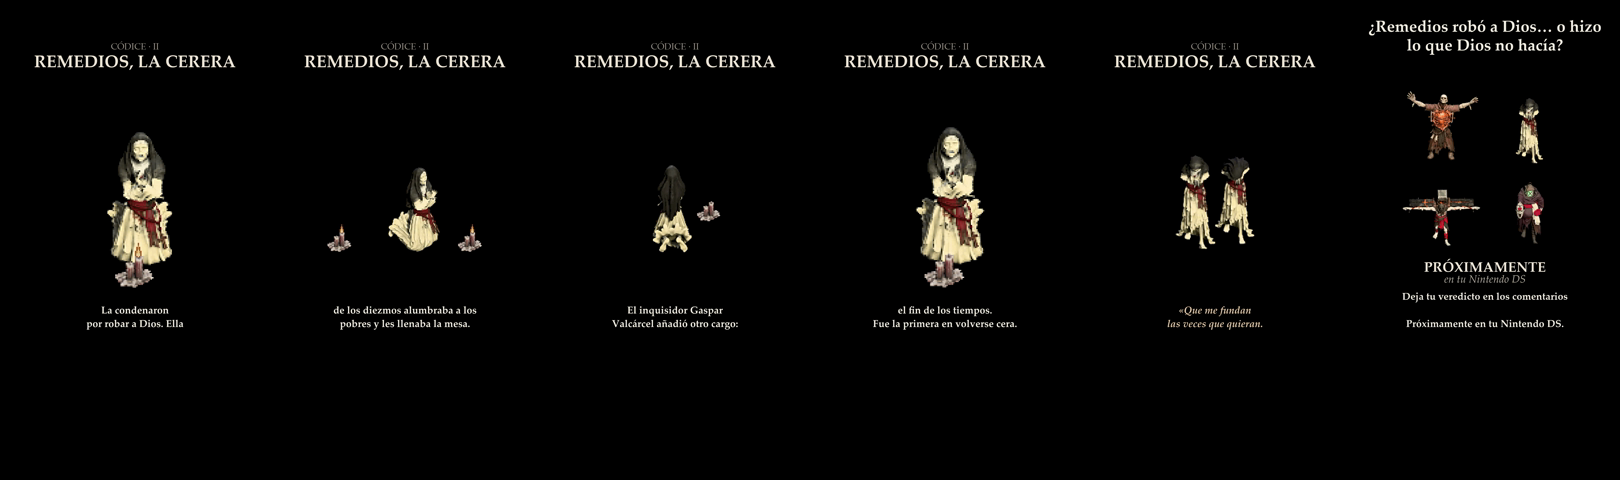 CÓDICE · II
REMEDIOS, LA CERERA
La condenaron
por robar a Dios. Ella
CÓDICE · II
REMEDIOS, LA CERERA
de los diezmos alumbraba a los
pobres y les llenaba la mesa.
CÓDICE · II
REMEDIOS, LA CERERA
El inquisidor Gaspar
Valcárcel añadió otro cargo:
CÓDICE · II
REMEDIOS, LA CERERA
el fin de los tiempos.
Fue la primera en volverse cera.
CÓDICE · II
REMEDIOS, LA CERERA
«Que me fundan
las veces que quieran.
¿Remedios robó a Dios… o hizo
lo que Dios no hacía?
PRÓXIMAMENTE
en tu Nintendo DS
Deja tu veredicto en los comentarios
Próximamente en tu Nintendo DS.